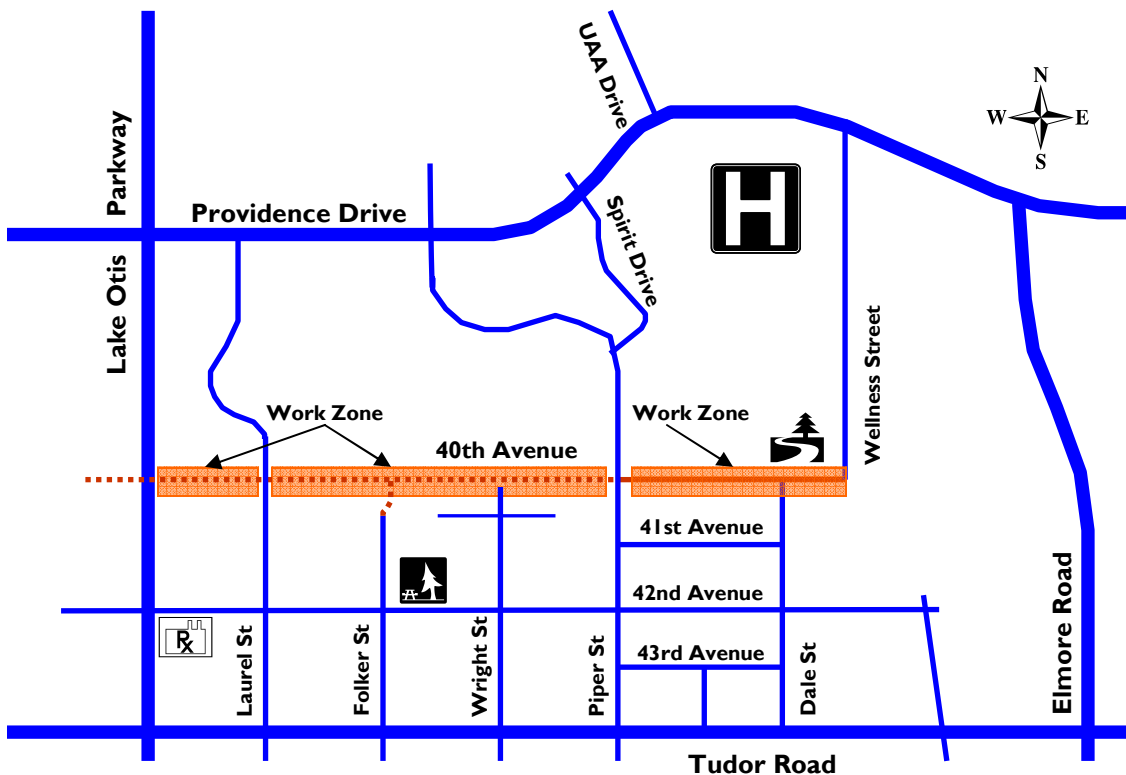 UAA Drive
N
W E
S
Lake Otis Parkway
Providence Drive
Spirit Drive
H
Wellness Street
Work Zone
40th Avenue
Work Zone
41st Avenue
42nd Avenue
43rd Avenue
Rx
Laurel St
Folker St
Wright St
Piper St
Dale St
Elmore Road
Tudor Road